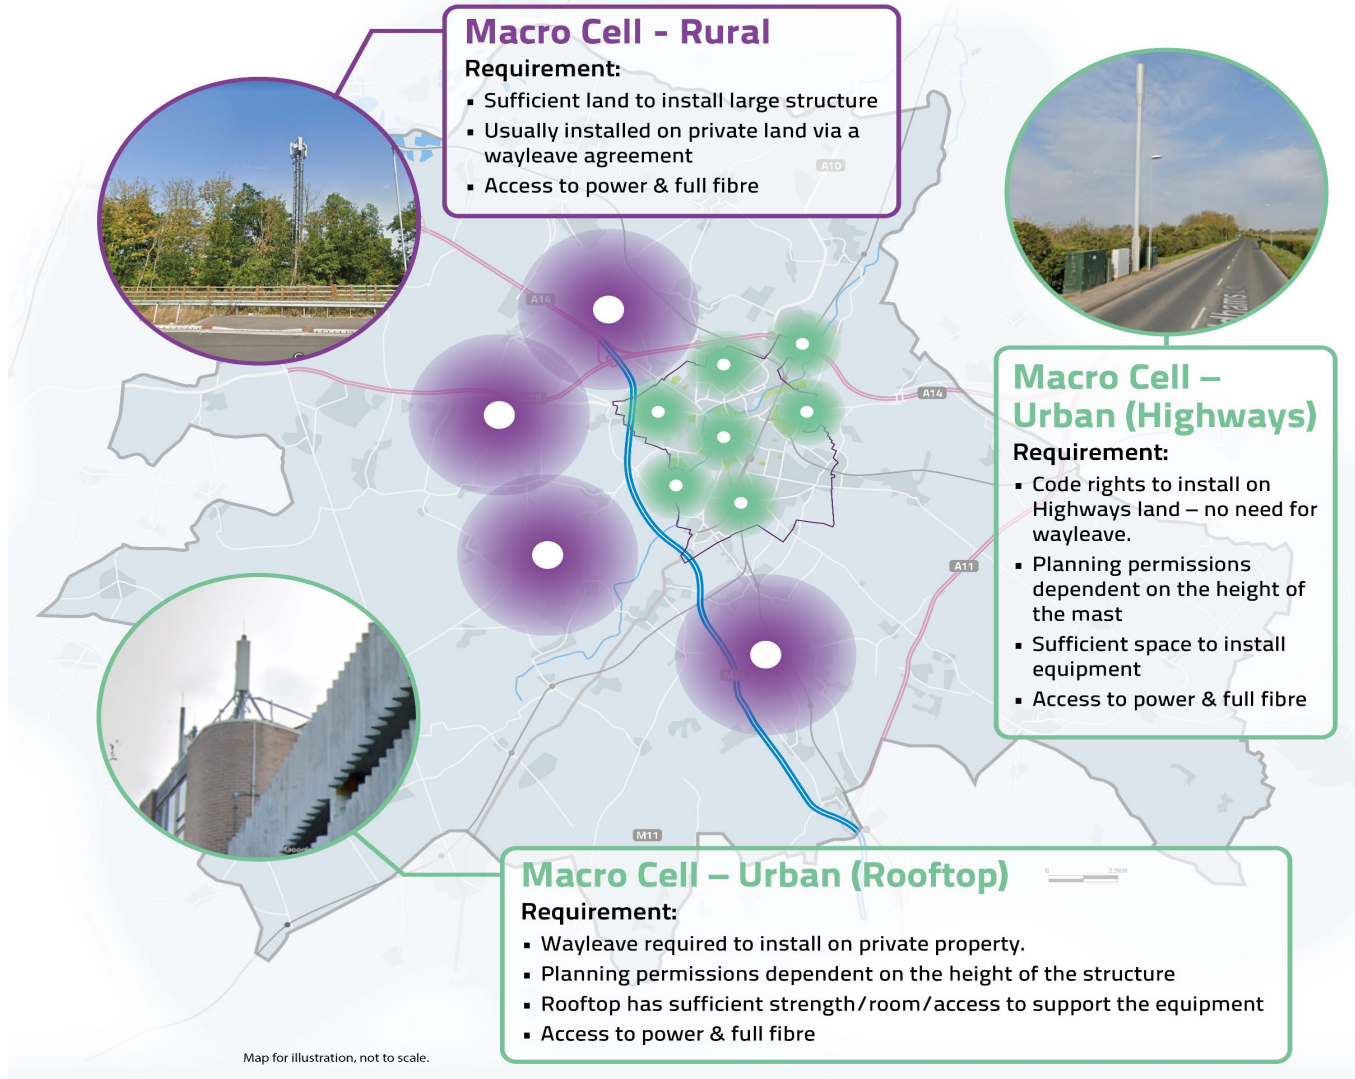 Macro Cell - Rural
Requirement:
▪ Sufficient land to install large structure
▪ Usually installed on private land via a
wayleave agreement
▪ Access to power & full fibre
A10
A14
A14
Macro Cell –
Urban (Highways)
Requirement:
▪ Code rights to install on
Highways land – no need for
wayleave.
▪ Planning permissions
dependent on the height of
the mast
▪ Sufficient space to install
equipment
▪ Access to power & full fibre
A11
M11
Macro Cell – Urban (Rooftop)
Requirement:
▪ Wayleave required to install on private property.
▪ Planning permissions dependent on the height of the structure
▪ Rooftop has sufficient strength/room/access to support the equipment
▪ Access to power & full fibre
Map for illustration, not to scale.